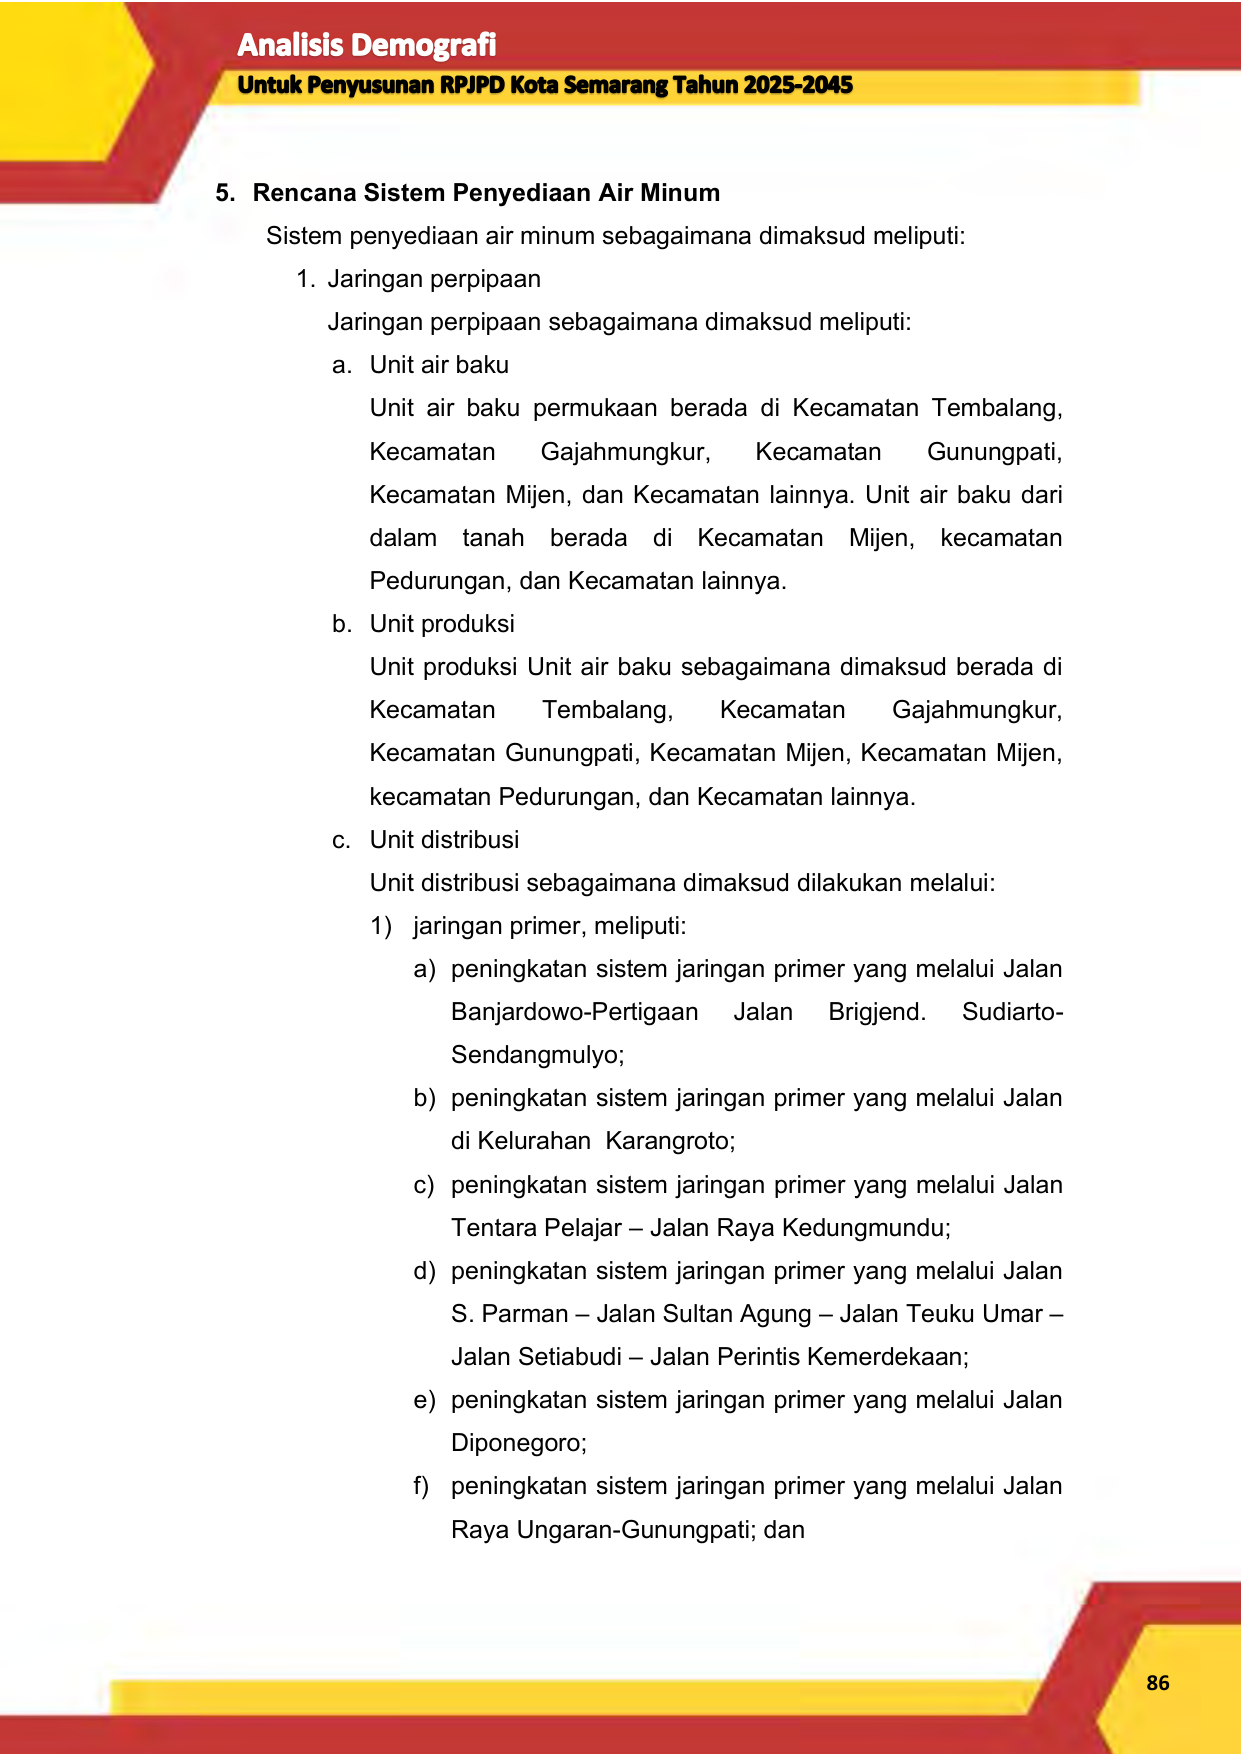 Analisis Demografi
Untuk Penyusunan RPJPD Kota Semarang Tahun 2025-2045
5. Rencana Sistem Penyediaan Air Minum
Sistem penyediaan air minum sebagaimana dimaksud meliputi:
1. Jaringan perpipaan
Jaringan perpipaan sebagaimana dimaksud meliputi:
a. Unit air baku
Unit air baku permukaan berada di Kecamatan Tembalang,
Kecamatan Gajahmungkur, Kecamatan Gunungpati,
Kecamatan Mijen, dan Kecamatan lainnya. Unit air baku dari
dalam tanah berada di Kecamatan Mijen, kecamatan
Pedurungan, dan Kecamatan lainnya.
b. Unit produksi
Unit produksi Unit air baku sebagaimana dimaksud berada di
Kecamatan Tembalang, Kecamatan Gajahmungkur,
Kecamatan Gunungpati, Kecamatan Mijen, Kecamatan Mijen,
kecamatan Pedurungan, dan Kecamatan lainnya.
c. Unit distribusi
Unit distribusi sebagaimana dimaksud dilakukan melalui:
1) jaringan primer, meliputi:
a) peningkatan sistem jaringan primer yang melalui Jalan
Banjardowo-Pertigaan Jalan Brigjend. Sudiarto-
Sendangmulyo;
b) peningkatan sistem jaringan primer yang melalui Jalan
di Kelurahan Karangroto;
c) peningkatan sistem jaringan primer yang melalui Jalan
Tentara Pelajar – Jalan Raya Kedungmundu;
d) peningkatan sistem jaringan primer yang melalui Jalan
S. Parman – Jalan Sultan Agung – Jalan Teuku Umar –
Jalan Setiabudi – Jalan Perintis Kemerdekaan;
e) peningkatan sistem jaringan primer yang melalui Jalan
Diponegoro;
f) peningkatan sistem jaringan primer yang melalui Jalan
Raya Ungaran-Gunungpati; dan
86